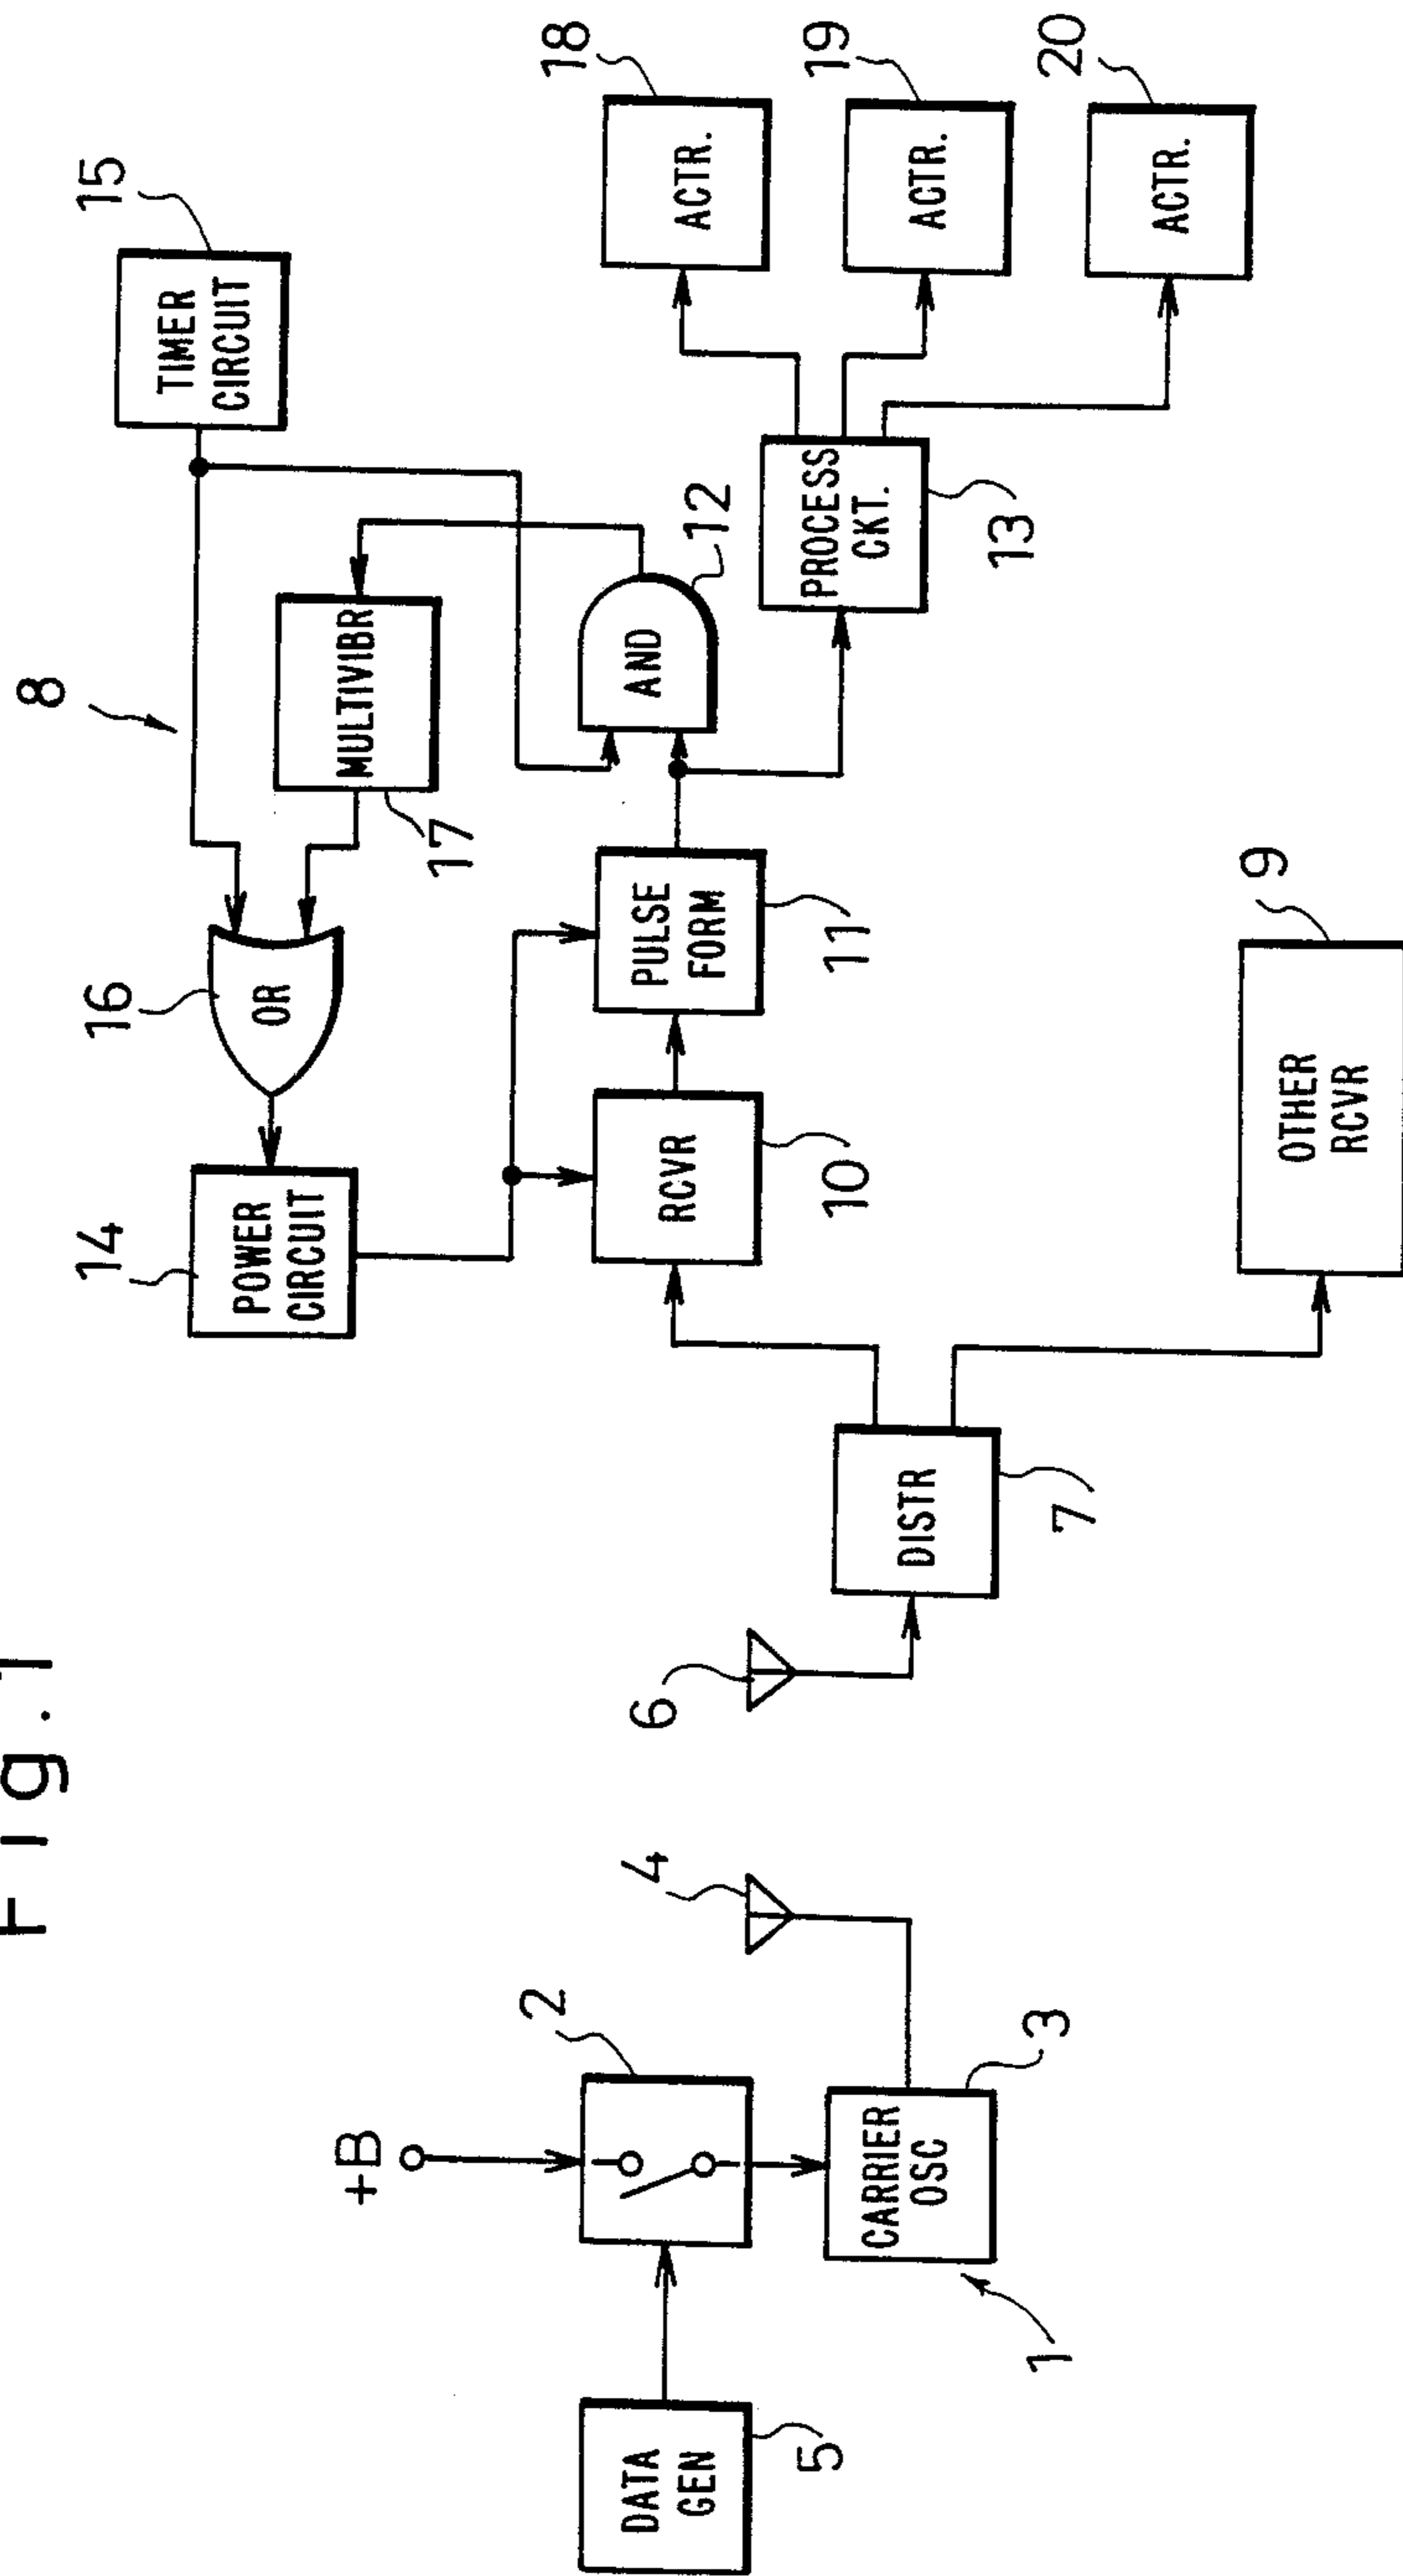 Fig. 1
+B
2
DATA
GEN
5
CARRIER
OSC
3
1
4
6
DISTR
7
8
14
POWER
CIRCUIT
16
OR
17
MULTIVIBR
15
TIMER
CIRCUIT
RCVR
10
PULSE
FORM
11
AND
12
PROCESS
CKT.
13
18
ACTR.
19
ACTR.
20
ACTR.
9
OTHER
RCVR